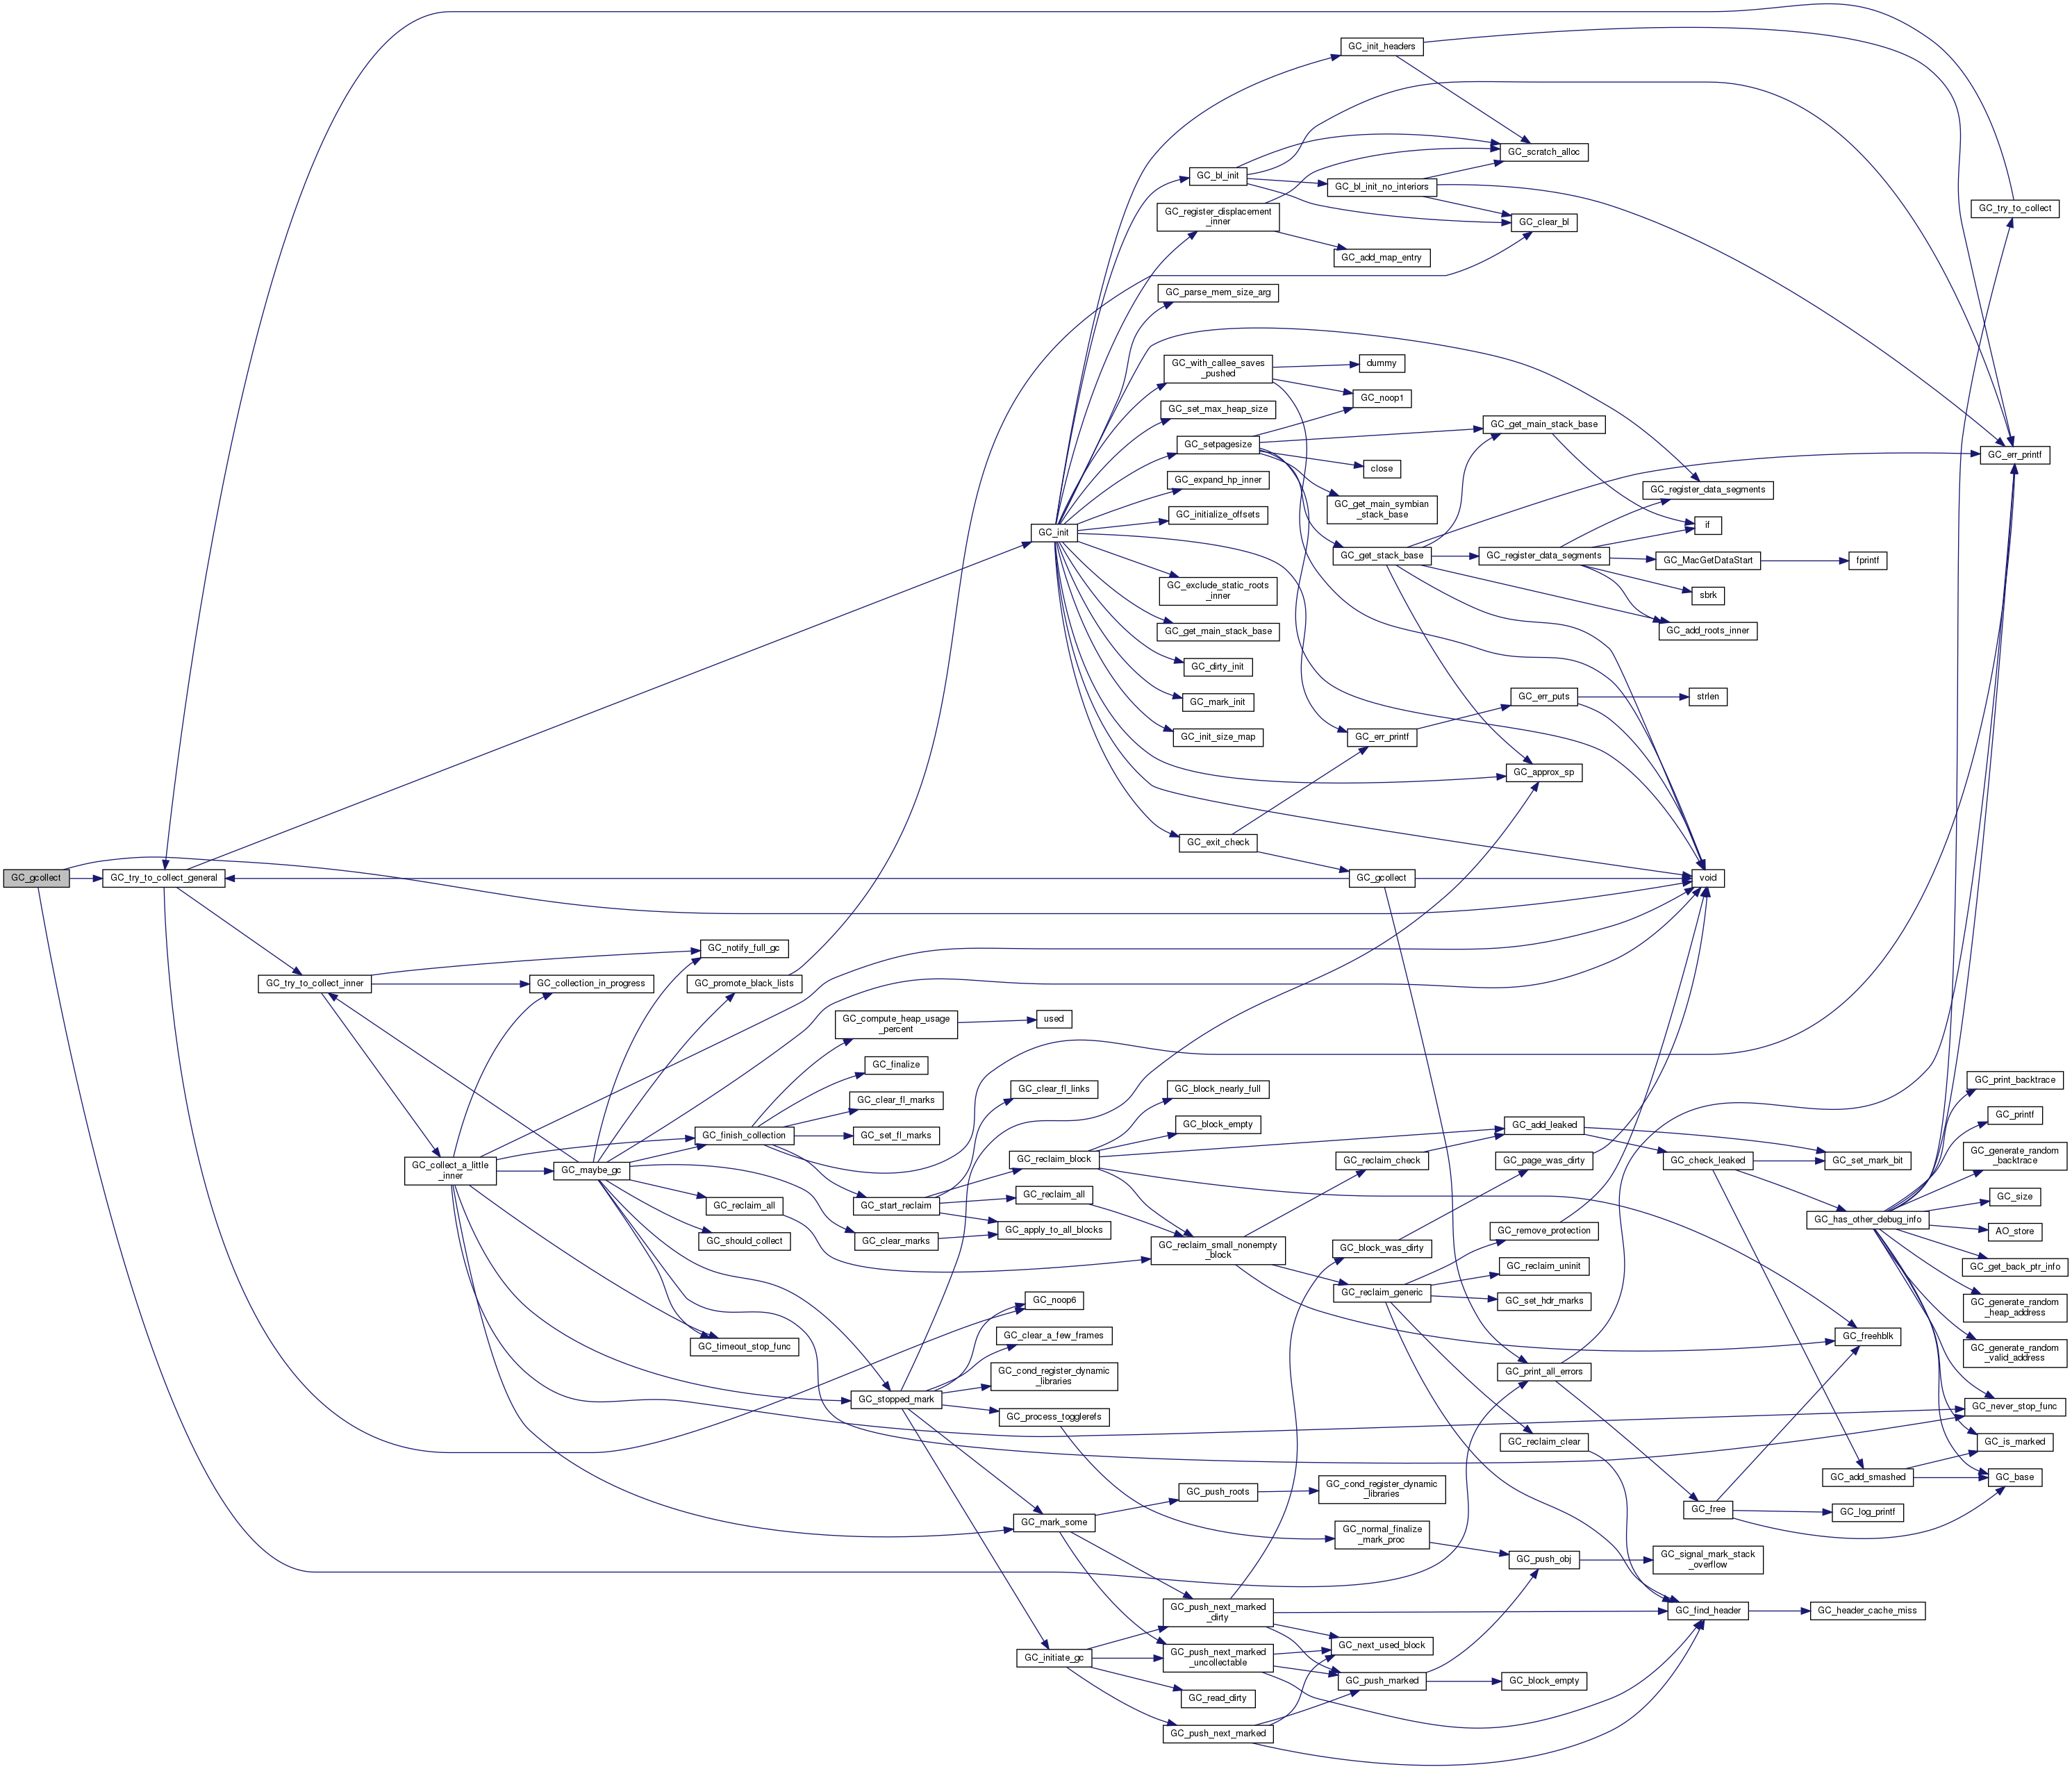 GC_init_headers
GC_scratch_alloc
GC_bl_init
GC_bl_init_no_interiors
GC_try_to_collect
GC_register_displacement
_inner
GC_clear_bl
GC_add_map_entry
GC_parse_mem_size_arg
GC_with_callee_saves
_pushed
dummy
GC_noop1
GC_set_max_heap_size
GC_get_main_stack_base
GC_setpagesize
GC_err_printf
close
GC_expand_hp_inner
GC_register_data_segments
GC_get_main_symbian
_stack_base
GC_initialize_offsets
if
GC_init
GC_get_stack_base
GC_register_data_segments
GC_MacGetDataStart
fprintf
GC_exclude_static_roots
_inner
sbrk
GC_get_main_stack_base
GC_add_roots_inner
GC_dirty_init
GC_mark_init
GC_err_puts
strlen
GC_init_size_map
GC_err_printf
GC_approx_sp
GC_exit_check
GC_gcollect
GC_try_to_collect_general
GC_gcollect
void
GC_notify_full_gc
GC_try_to_collect_inner
GC_collection_in_progress
GC_promote_black_lists
GC_compute_heap_usage
_percent
used
GC_finalize
GC_print_backtrace
GC_clear_fl_links
GC_block_nearly_full
GC_clear_fl_marks
GC_printf
GC_block_empty
GC_add_leaked
GC_finish_collection
GC_set_fl_marks
GC_generate_random
_backtrace
GC_reclaim_block
GC_reclaim_check
GC_page_was_dirty
GC_check_leaked
GC_set_mark_bit
GC_collect_a_little
_inner
GC_maybe_gc
GC_reclaim_all
GC_start_reclaim
GC_reclaim_all
GC_size
GC_has_other_debug_info
GC_apply_to_all_blocks
GC_remove_protection
AO_store
GC_should_collect
GC_clear_marks
GC_reclaim_small_nonempty
_block
GC_block_was_dirty
GC_reclaim_uninit
GC_get_back_ptr_info
GC_reclaim_generic
GC_noop6
GC_set_hdr_marks
GC_generate_random
_heap_address
GC_clear_a_few_frames
GC_freehblk
GC_timeout_stop_func
GC_generate_random
_valid_address
GC_cond_register_dynamic
_libraries
GC_print_all_errors
GC_stopped_mark
GC_never_stop_func
GC_process_togglerefs
GC_reclaim_clear
GC_is_marked
GC_add_smashed
GC_base
GC_push_roots
GC_cond_register_dynamic
_libraries
GC_free
GC_log_printf
GC_mark_some
GC_normal_finalize
_mark_proc
GC_push_obj
GC_signal_mark_stack
_overflow
GC_push_next_marked
_dirty
GC_find_header
GC_header_cache_miss
GC_next_used_block
GC_initiate_gc
GC_push_next_marked
_uncollectable
GC_push_marked
GC_block_empty
GC_read_dirty
GC_push_next_marked